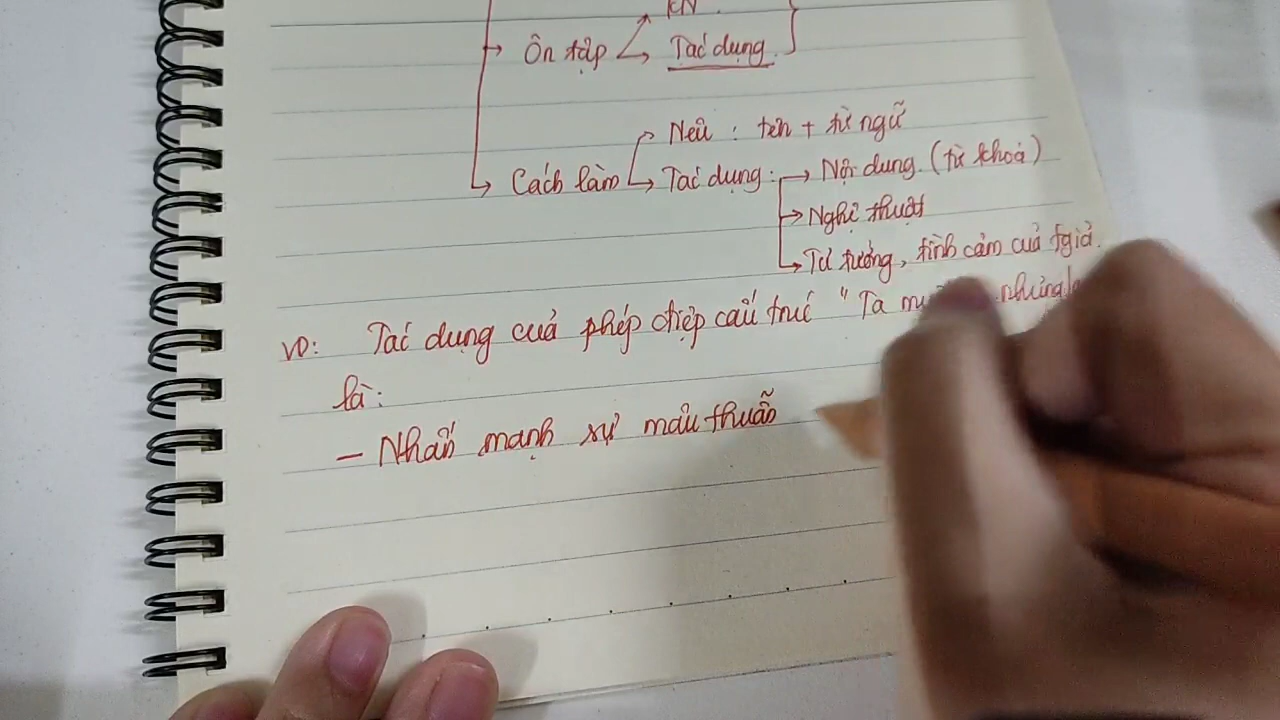 KN.
Ôn tập Tác dụng.
Nêu : tên + từ ngữ
Cách làm Tác dụng: Nội dung. (từ khoá)
Nghệ thuật
Tư tưởng, tình cảm của tgiả.
VD: Tác dụng của phép điệp cấu trúc "Ta nhưng
là:
– Nhấn mạnh sự mâu thuẫn